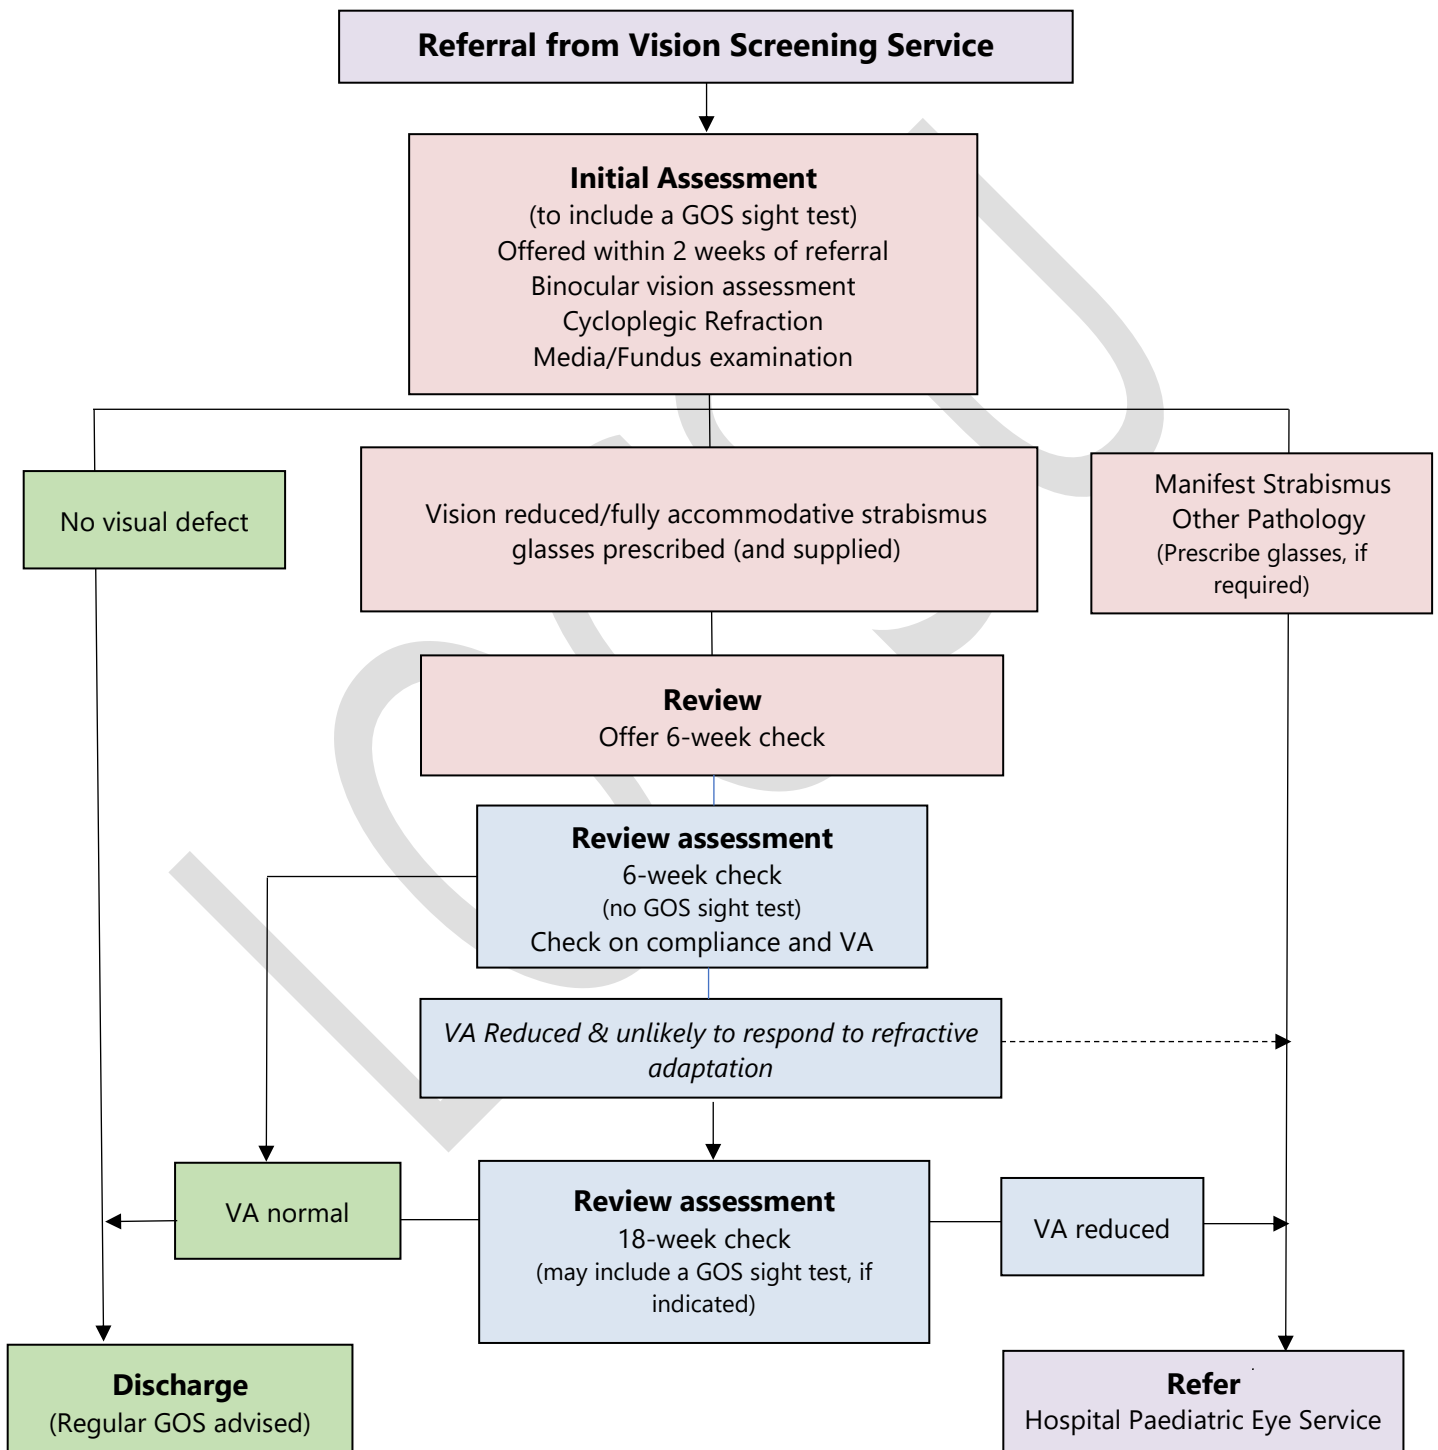 Referral from Vision Screening Service
Initial Assessment
(to include a GOS sight test)
Offered within 2 weeks of referral
Binocular vision assessment
Cycloplegic Refraction
Media/Fundus examination
No visual defect
Vision reduced/fully accommodative strabismus
glasses prescribed (and supplied)
Manifest Strabismus
Other Pathology
(Prescribe glasses, if
required)
Review
Offer 6-week check
Review assessment
6-week check
(no GOS sight test)
Check on compliance and VA
VA Reduced & unlikely to respond to refractive
adaptation
VA normal
Review assessment
18-week check
(may include a GOS sight test, if
indicated)
VA reduced
Discharge
(Regular GOS advised)
Refer
Hospital Paediatric Eye Service